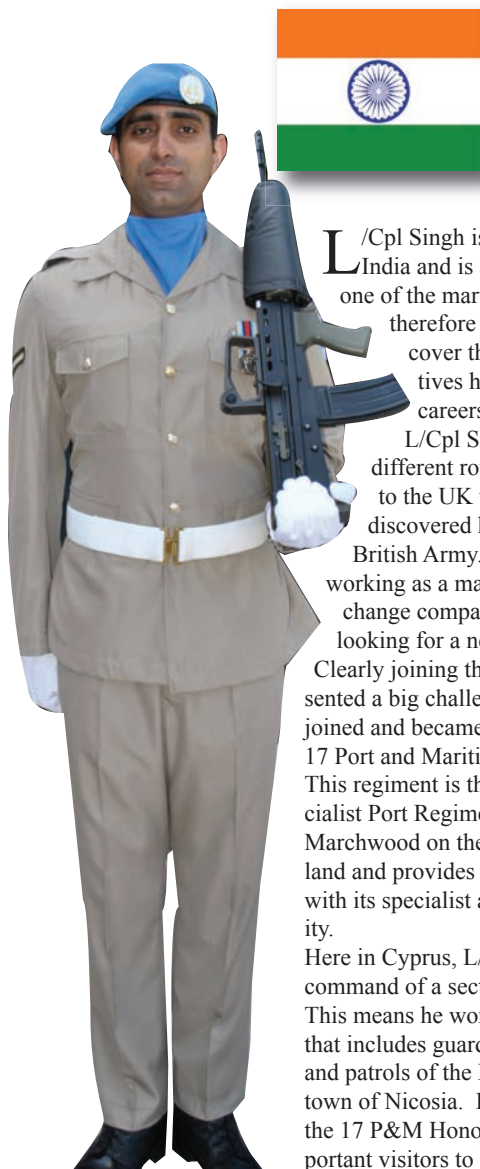 L/Cpl Singh is
India and is
one of the mar
therefore
cover th
tives h
careers
L/Cpl S
different rou
to the UK
discovered h
British Army.
working as a ma
change compa
looking for a ne
Clearly joining th
sented a big challe
joined and became
17 Port and Mariti
This regiment is th
cialist Port Regime
Marchwood on the
land and provides
with its specialist a
ity.
Here in Cyprus, L/
command of a sect
This means he wor
that includes guard
and patrols of the
town of Nicosia.
the 17 P&M Hono
portant visitors to